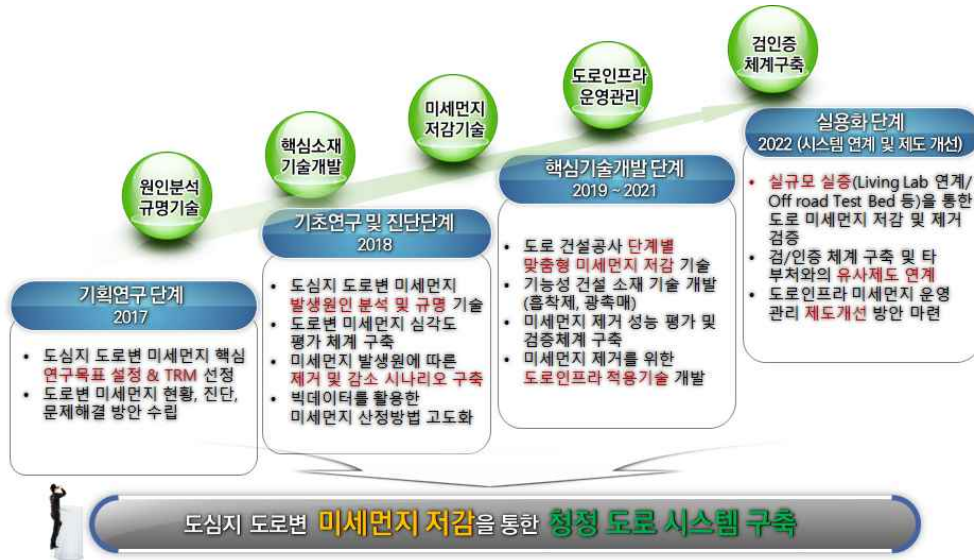 원인분석
규명기술
핵심소재
기술개발
미세먼지
저감기술
도로인프라
운영관리
검인증
체계구축
기획연구 단계
2017
• 도심지 도로변 미세먼지 핵심
연구목표 설정 & TRM 선정
• 도로변 미세먼지 현황, 진단,
문제해결 방안 수립
기초연구 및 진단단계
2018
• 도심지 도로변 미세먼지
발생원인 분석 및 규명 기술
• 도로변 미세먼지 심각도
평가 체계 구축
• 미세먼지 발생원에 따른
제거 및 감소 시나리오 구축
• 빅데이터를 활용한
미세먼지 산정방법 고도화
핵심기술개발 단계
2019 ~ 2021
• 도로 건설공사 단계별
맞춤형 미세먼지 저감 기술
• 기능성 건설 소재 기술 개발
(흡착제, 광촉매)
• 미세먼지 제거 성능 평가 및
검증체계 구축
• 미세먼지 제거를 위한
도로인프라 적용기술 개발
실용화 단계
2022 (시스템 연계 및 제도 개선)
• 실규모 실증(Living Lab 연계/
Off road Test Bed 등)을 통한
도로 미세먼지 저감 및 제거
검증
• 검/인증 체계 구축 및 타
부처와의 유사제도 연계
• 도로인프라 미세먼지 운영
관리 제도개선 방안 마련
도심지 도로변 미세먼지 저감을 통한 청정 도로 시스템 구축